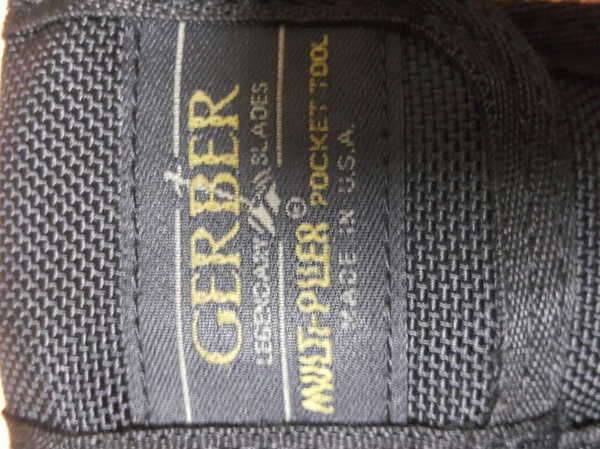 GERBER
LEGENDARY BLADES
MULTI-PLIER ®
POCKET TOOL
MADE IN U.S.A.